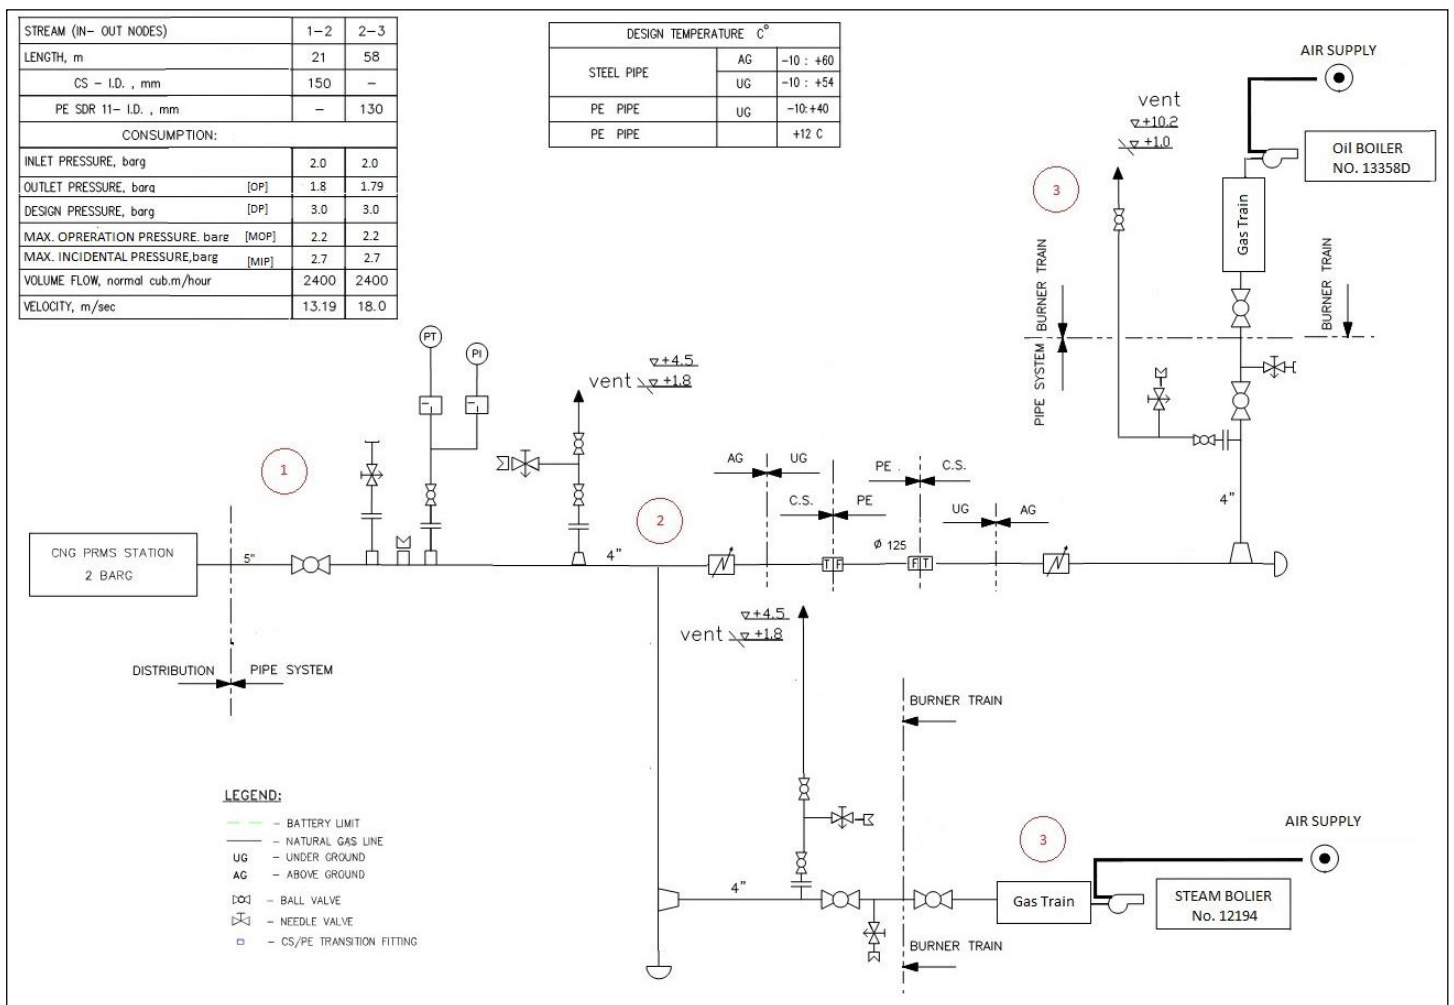 STREAM (IN- OUT NODES) 1-2 2-3
LENGTH, m 21 58
CS - I.D. , mm 150 -
PE SDR 11- I.D. , mm - 130
CONSUMPTION:
INLET PRESSURE, barg 2.0 2.0
OUTLET PRESSURE, barg [OP] 1.8 1.79
DESIGN PRESSURE, barg [DP] 3.0 3.0
MAX. OPRERATION PRESSURE. barg [MOP] 2.2 2.2
MAX. INCIDENTAL PRESSURE,barg [MIP] 2.7 2.7
VOLUME FLOW, normal cub.m/hour 2400 2400
VELOCITY, m/sec 13.19 18.0
DESIGN TEMPERATURE C°
STEEL PIPE AG -10 : +60
UG -10 : +54
PE PIPE UG -10:+40
PE PIPE +12 C
AIR SUPPLY
vent
+10.2
+1.0
Oil BOILER
NO. 13358D
3
Gas Train
PIPE SYSTEM BURNER TRAIN
BURNER TRAIN
PT
PI
+4.5
vent +1.8
1
2
AG UG
C.S. PE
PE C.S.
UG AG
4"
CNG PRMS STATION
2 BARG
5"
4"
Ø 125
T F
F T
+4.5
vent +1.8
DISTRIBUTION PIPE SYSTEM
BURNER TRAIN
LEGEND:
- BATTERY LIMIT
- NATURAL GAS LINE
UG - UNDER GROUND
AG - ABOVE GROUND
- BALL VALVE
- NEEDLE VALVE
- CS/PE TRANSITION FITTING
3
AIR SUPPLY
4"
Gas Train
STEAM BOLIER
No. 12194
BURNER TRAIN